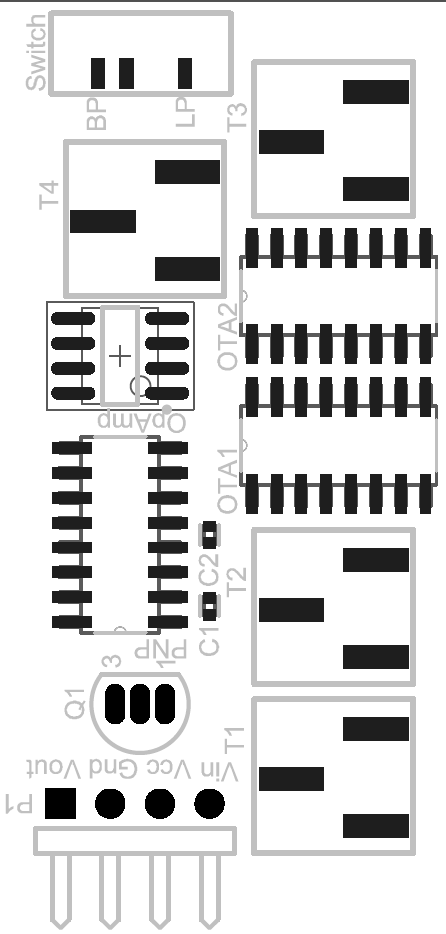 Switch
BP
LP
T3
T4
OTA2
OpAmp
OTA1
C2
T2
PNP
C1
3
1
Q1
T1
Vin Vcc Gnd Vout
P1